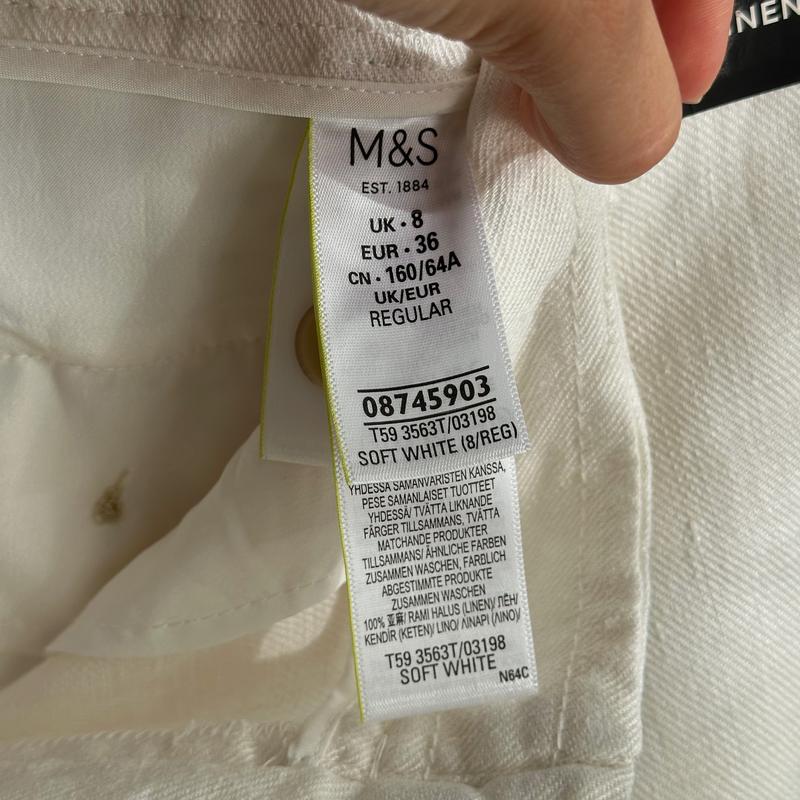 INEN
M&S
EST. 1884
UK • 8
EUR • 36
CN • 160/64A
UK/EUR
REGULAR
08745903
T59 3563T/03198
SOFT WHITE (8/REG)
YHDESSÄ SAMANVÄRISTEN KANSSA,
PESE SAMANLAISET TUOTTEET
YHDESSÄ/ TVÄTTA LIKNANDE
FÄRGER TILLSAMMANS, TVÄTTA
MATCHANDE PRODUKTER
TILLSAMMANS/ ÄHNLICHE FARBEN
ZUSAMMEN WASCHEN, FARBLICH
ABGESTIMMTE PRODUKTE
ZUSAMMEN WASCHEN
100% 亚麻/ RAMI HALUS (LINEN)/ ЛЁН/
KENDİR (KETEN)/ LINO/ ΛΙΝΑΡΙ (ΛΙΝΟ)/
T59 3563T/03198
SOFT WHITE
N64C